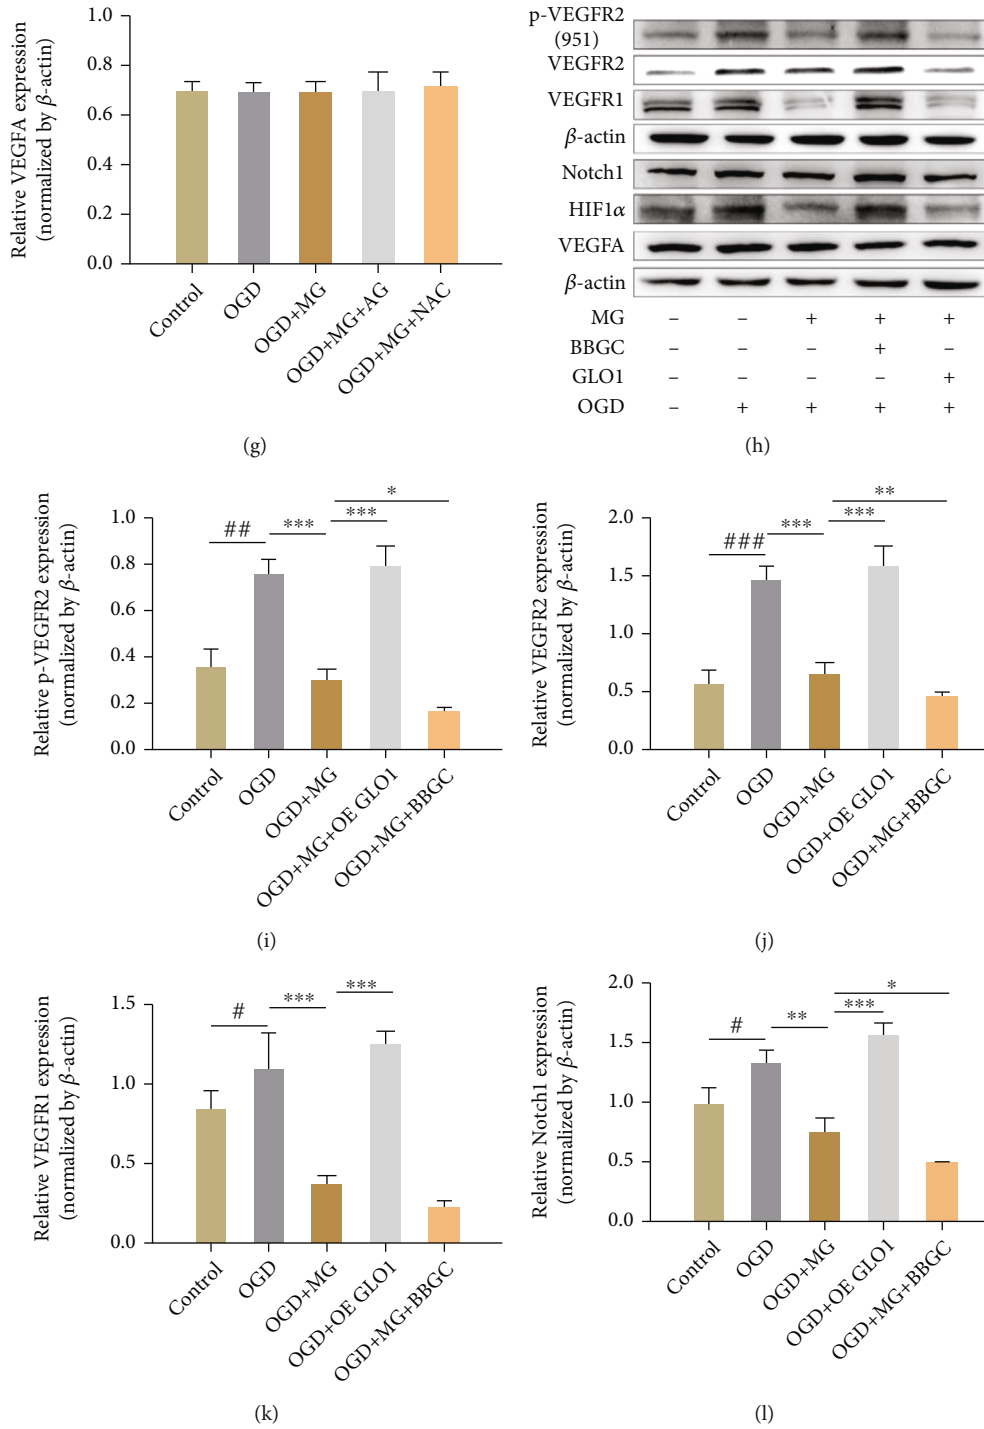 Relative VEGFA expression
(normalized by β-actin)
1.0
0.8
0.6
0.4
0.2
0.0
Control
OGD
OGD+MG
OGD+MG+AG
OGD+MG+NAC
(g)
p-VEGFR2
(951)
VEGFR2
VEGFR1
β-actin
Notch1
HIF1α
VEGFA
β-actin
MG – – + + +
BBGC – – – + –
GLO1 – – – – +
OGD – + + + +
(h)
Relative p-VEGFR2 expression
(normalized by β-actin)
1.0
0.8
0.6
0.4
0.2
0.0
##
***
***
*
Control
OGD
OGD+MG
OGD+MG+OE GLO1
OGD+MG+BBGC
(i)
Relative VEGFR2 expression
(normalized by β-actin)
2.0
1.5
1.0
0.5
0.0
###
***
***
**
Control
OGD
OGD+MG
OGD+OE GLO1
OGD+MG+BBGC
(j)
Relative VEGFR1 expression
(normalized by β-actin)
1.5
1.0
0.5
0.0
#
***
***
Control
OGD
OGD+MG
OGD+OE GLO1
OGD+MG+BBGC
(k)
Relative Notch1 expression
(normalized by β-actin)
2.0
1.5
1.0
0.5
0.0
#
**
***
*
Control
OGD
OGD+MG
OGD+OE GLO1
OGD+MG+BBGC
(l)